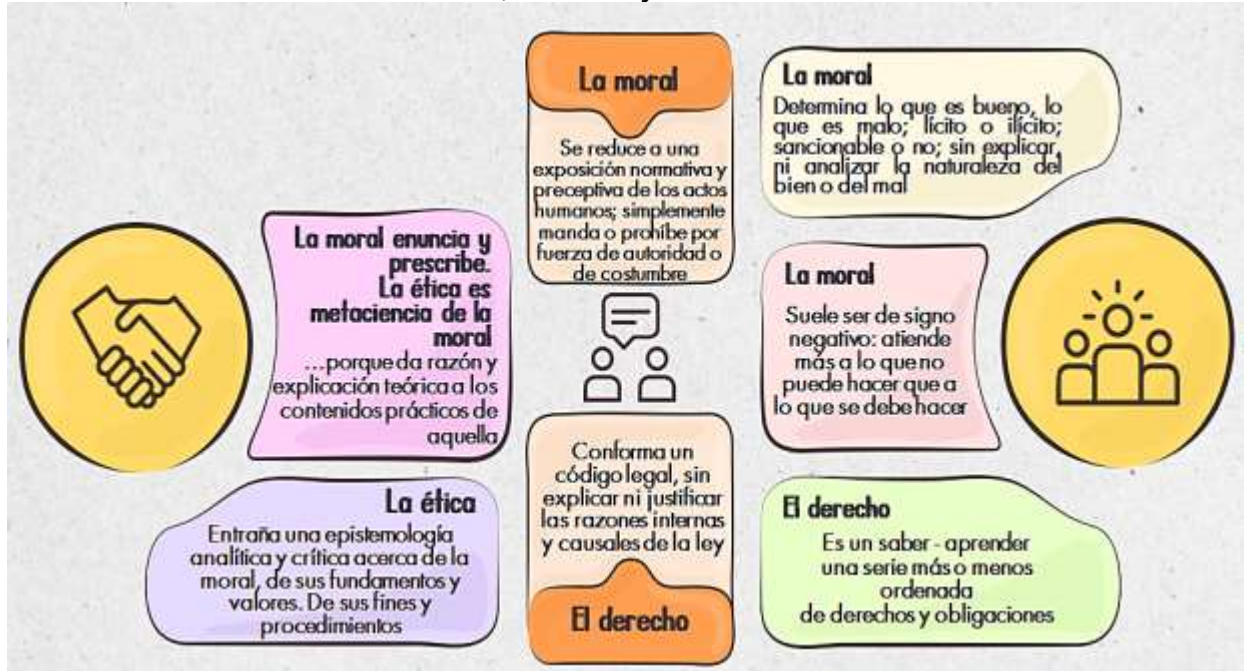 La moral
Se reduce a una
exposición normativa y
preceptiva de los actos
humanos; simplemente
manda o prohíbe por
fuerza de autoridad o
de costumbre
La moral
Determina lo que es bueno, lo
que es malo; lícito o ilícito;
sancionable o no; sin explicar,
ni analizar la naturaleza del
bien o del mal
La moral enuncia y
prescribe.
La ética es
metaciencia de la
moral
...porque da razón y
explicación teórica a los
contenidos prácticos de
aquella
La moral
Suele ser de signo
negativo: atiende
más a lo que no
puede hacer que a
lo que se debe hacer
La ética
Entraña una epistemología
analítica y crítica acerca de la
moral, de sus fundamentos y
valores. De sus fines y
procedimientos
Conforma un
código legal, sin
explicar ni justificar
las razones internas
y causales de la ley
El derecho
El derecho
Es un saber - aprender
una serie más o menos
ordenada
de derechos y obligaciones